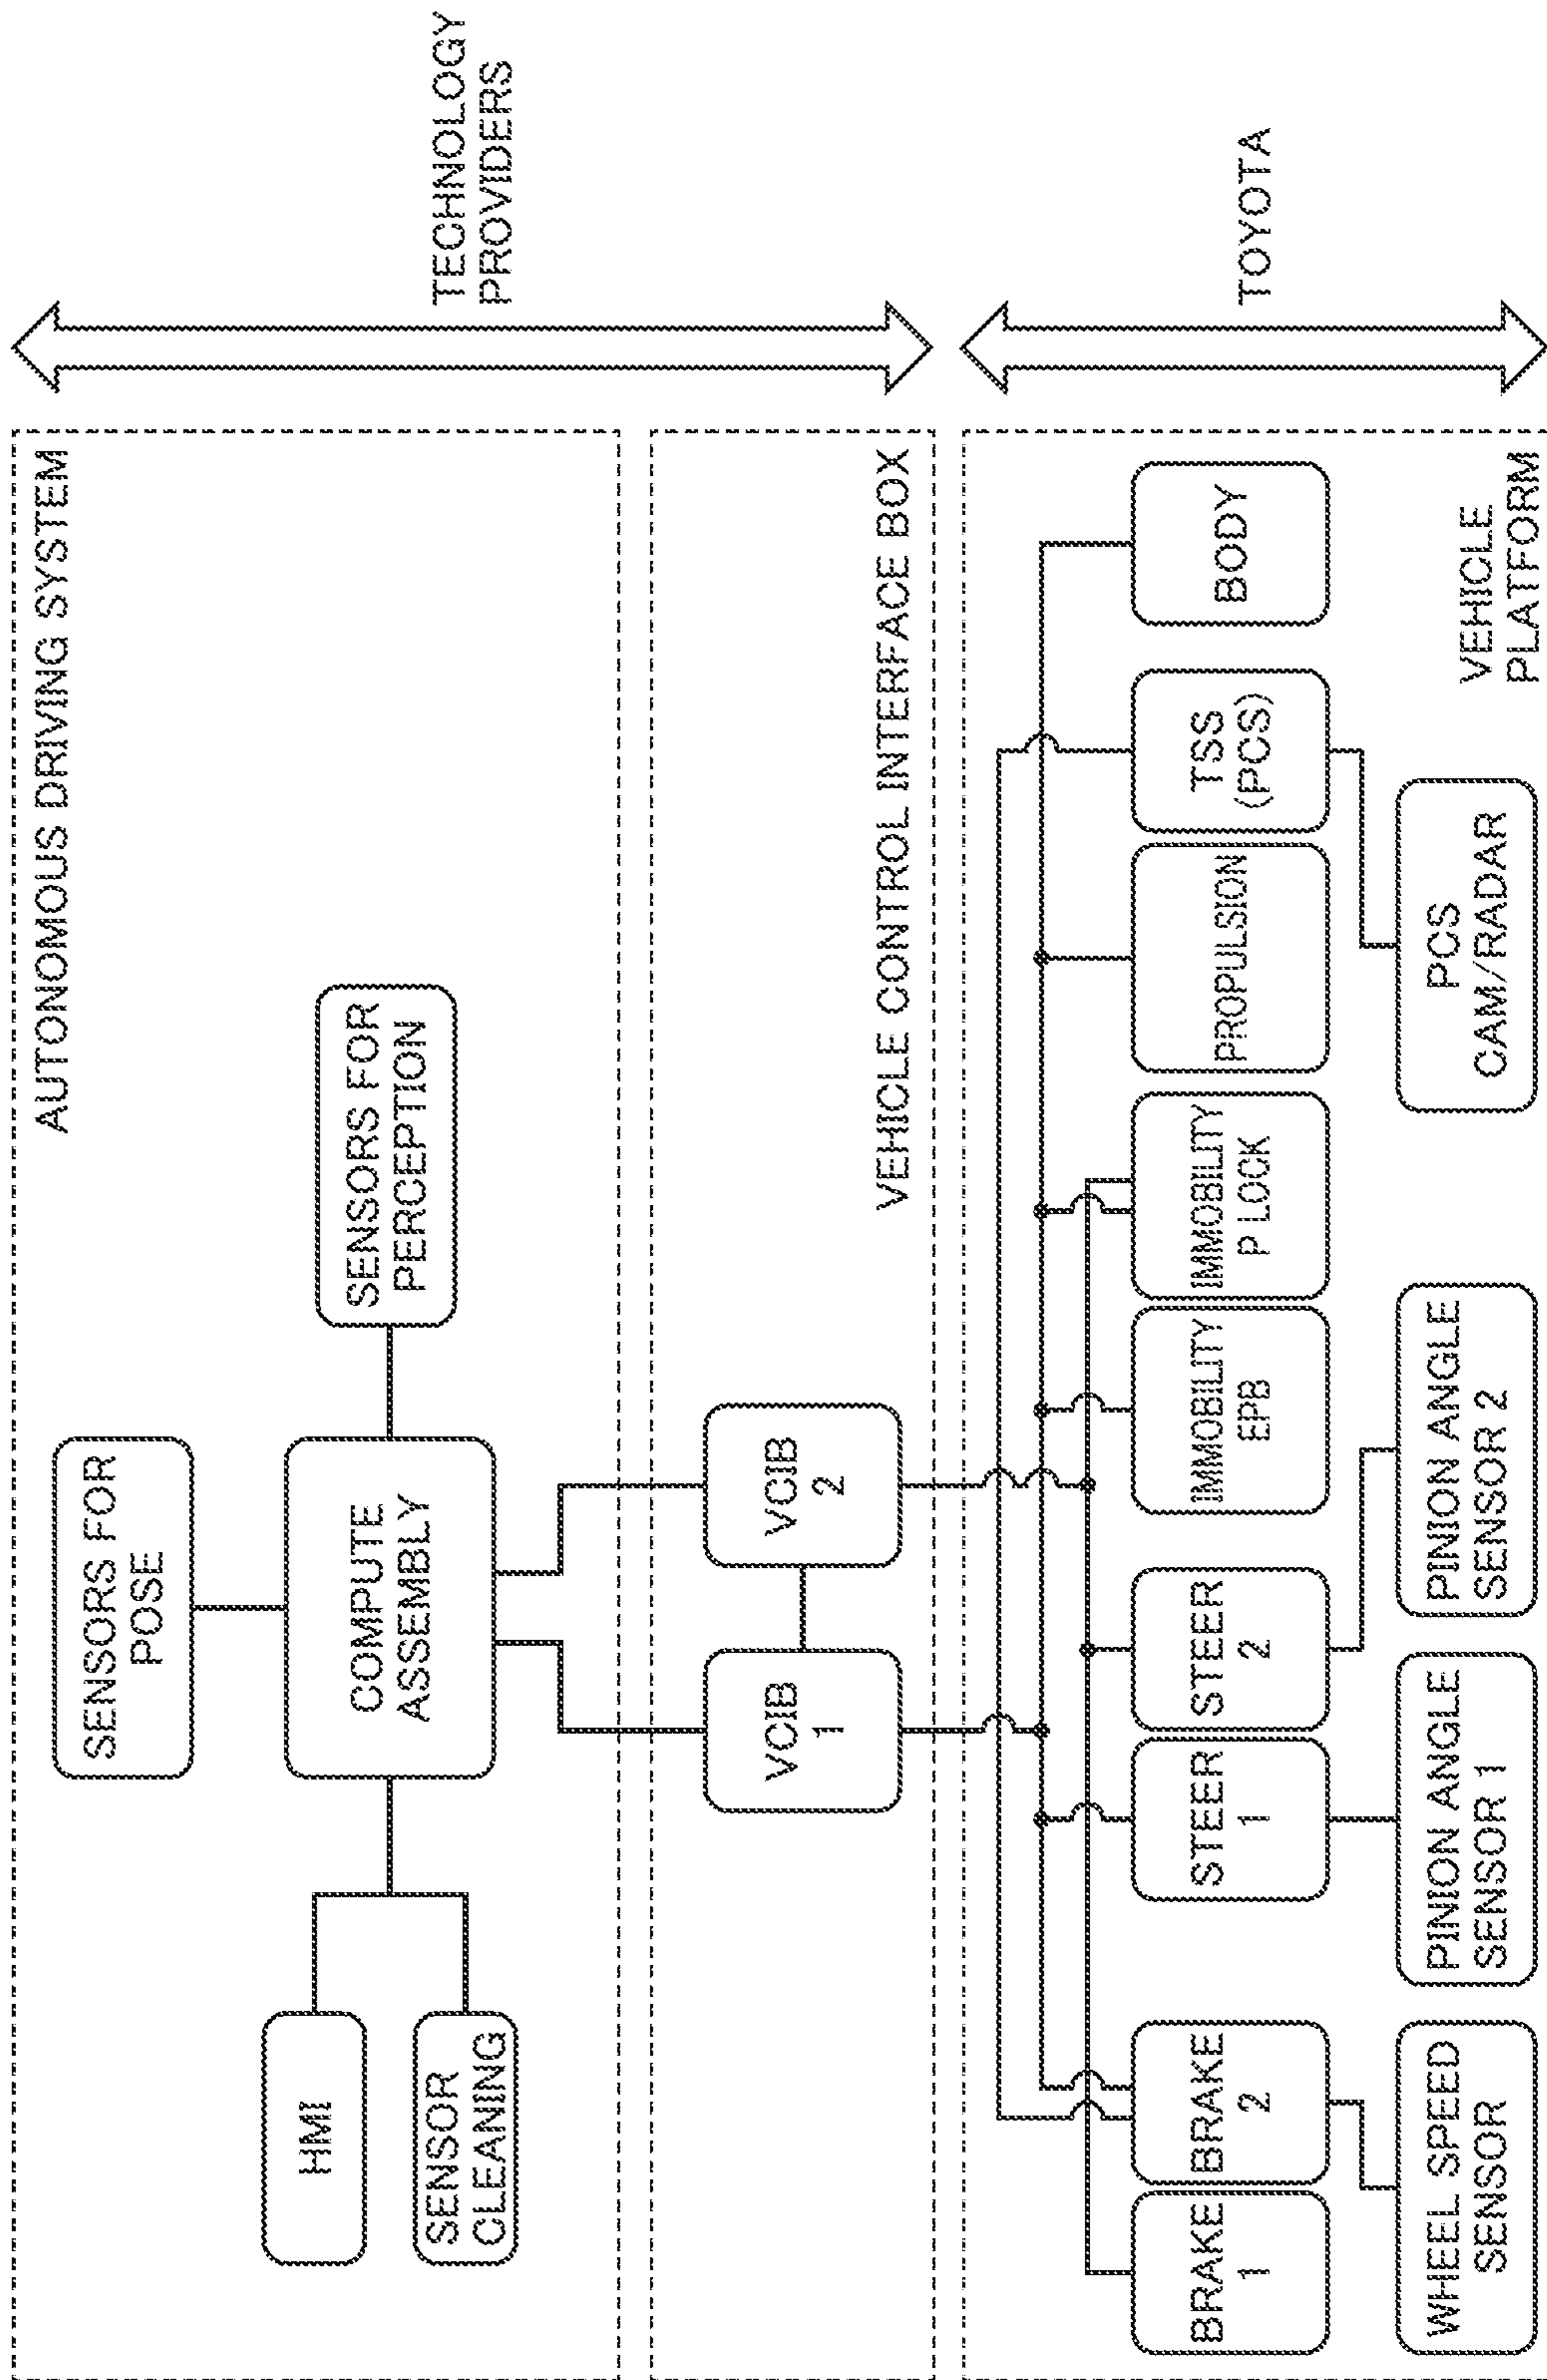 AUTONOMOUS DRIVING SYSTEM
SENSORS FOR
POSE
HMI
SENSOR
CLEANING
COMPUTE
ASSEMBLY
SENSORS FOR
PERCEPTION
TECHNOLOGY
PROVIDERS
VCIB
1
VCIB
2
VEHICLE CONTROL INTERFACE BOX
BRAKE
1
BRAKE
2
STEER
1
STEER
2
IMMOBILITY
EPB
IMMOBILITY
P LOCK
PROPULSION
TSS
(PCS)
BODY
TOYOTA
WHEEL SPEED
SENSOR
PINION ANGLE
SENSOR 1
PINION ANGLE
SENSOR 2
PCS
CAM/RADAR
VEHICLE
PLATFORM